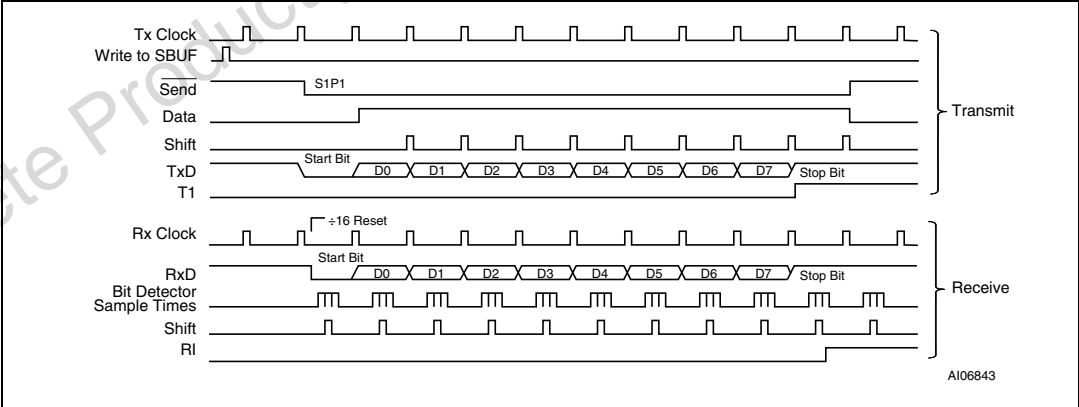 ete Product
Tx Clock
Write to SBUF
Send
S1P1
Data
Shift
TxD
Start Bit
D0 D1 D2 D3 D4 D5 D6 D7
Stop Bit
T1
Transmit
÷16 Reset
Rx Clock
Start Bit
RxD
D0 D1 D2 D3 D4 D5 D6 D7
Stop Bit
Bit Detector
Sample Times
Shift
RI
Receive
AI06843